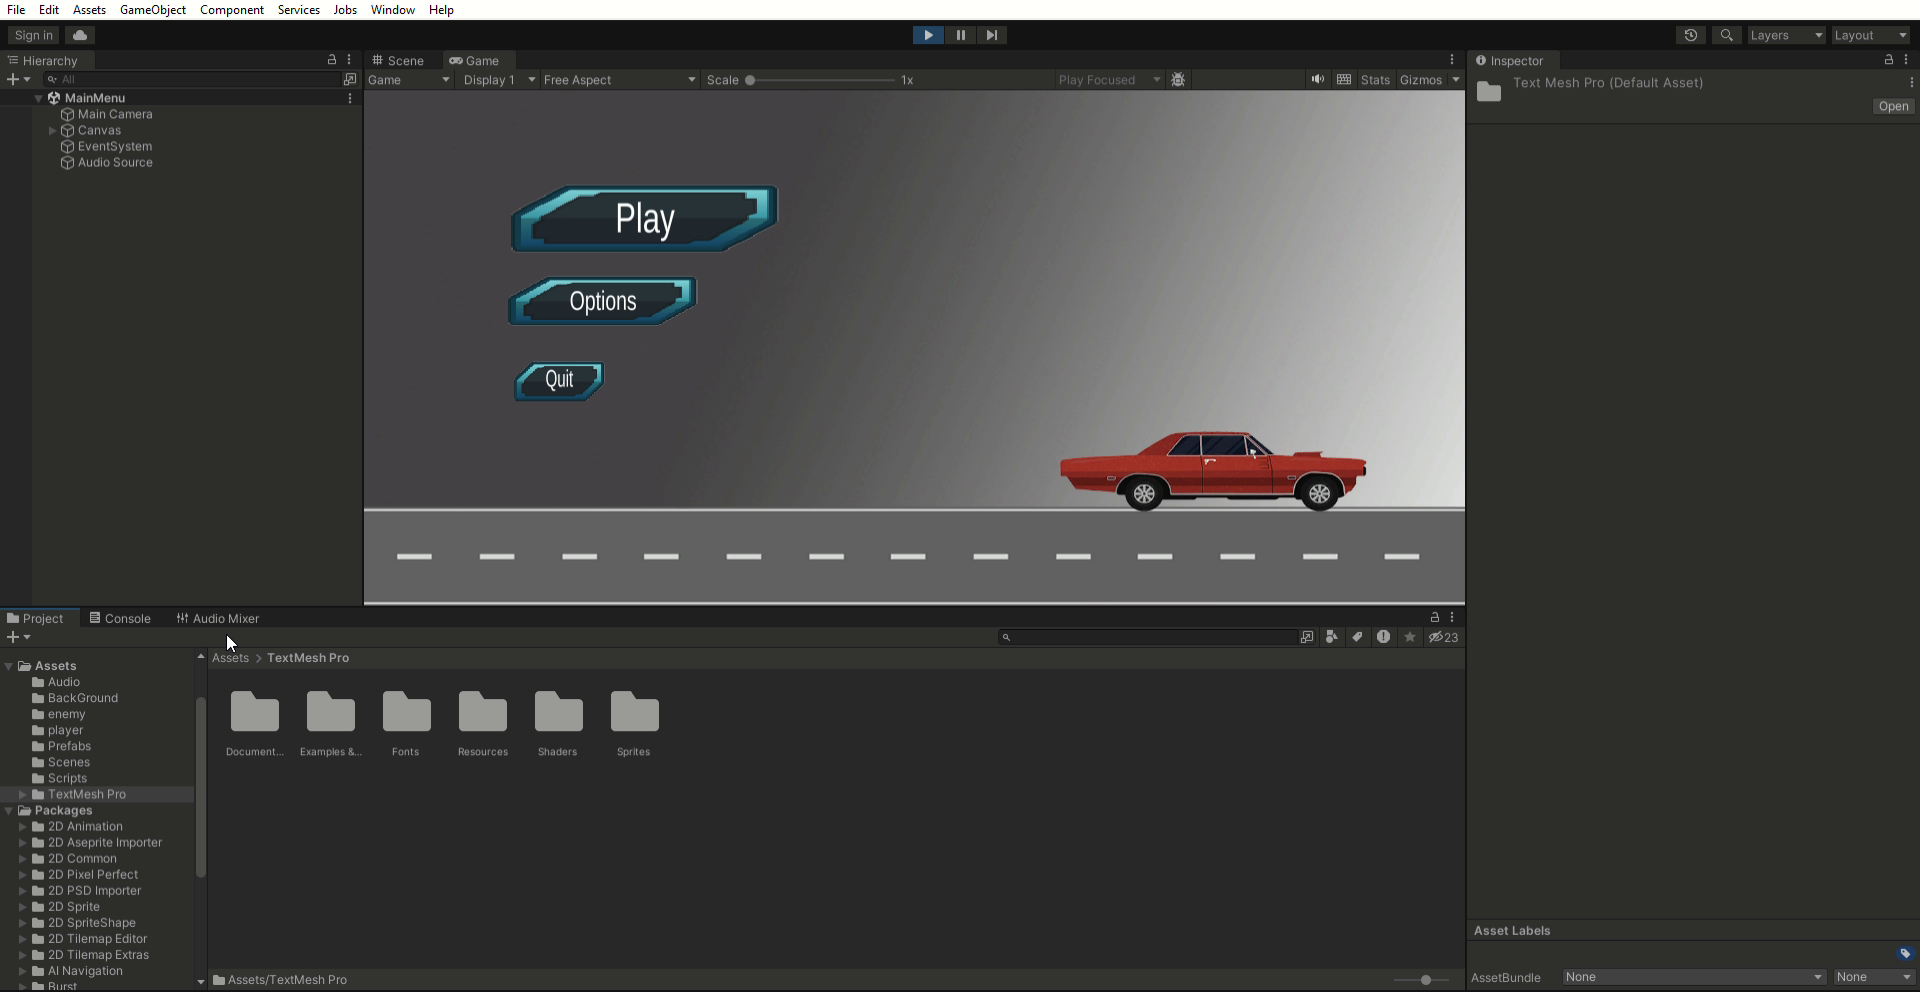 File Edit Assets GameObject Component Services Jobs Window Help
Sign in
Layers
Layout
Hierarchy
All
MainMenu
Main Camera
Canvas
EventSystem
Audio Source
Scene
Game
Game
Display 1
Free Aspect
Scale
1x
Play Focused
Stats
Gizmos
Play
Options
Quit
Inspector
Text Mesh Pro (Default Asset)
Open
Project
Console
Audio Mixer
23
Assets
Audio
BackGround
enemy
player
Prefabs
Scenes
Scripts
TextMesh Pro
Packages
2D Animation
2D Aseprite Importer
2D Common
2D Pixel Perfect
2D PSD Importer
2D Sprite
2D SpriteShape
2D Tilemap Editor
2D Tilemap Extras
AI Navigation
Burst
Assets > TextMesh Pro
Document...
Examples &...
Fonts
Resources
Shaders
Sprites
Assets/TextMesh Pro
Asset Labels
AssetBundle
None
None